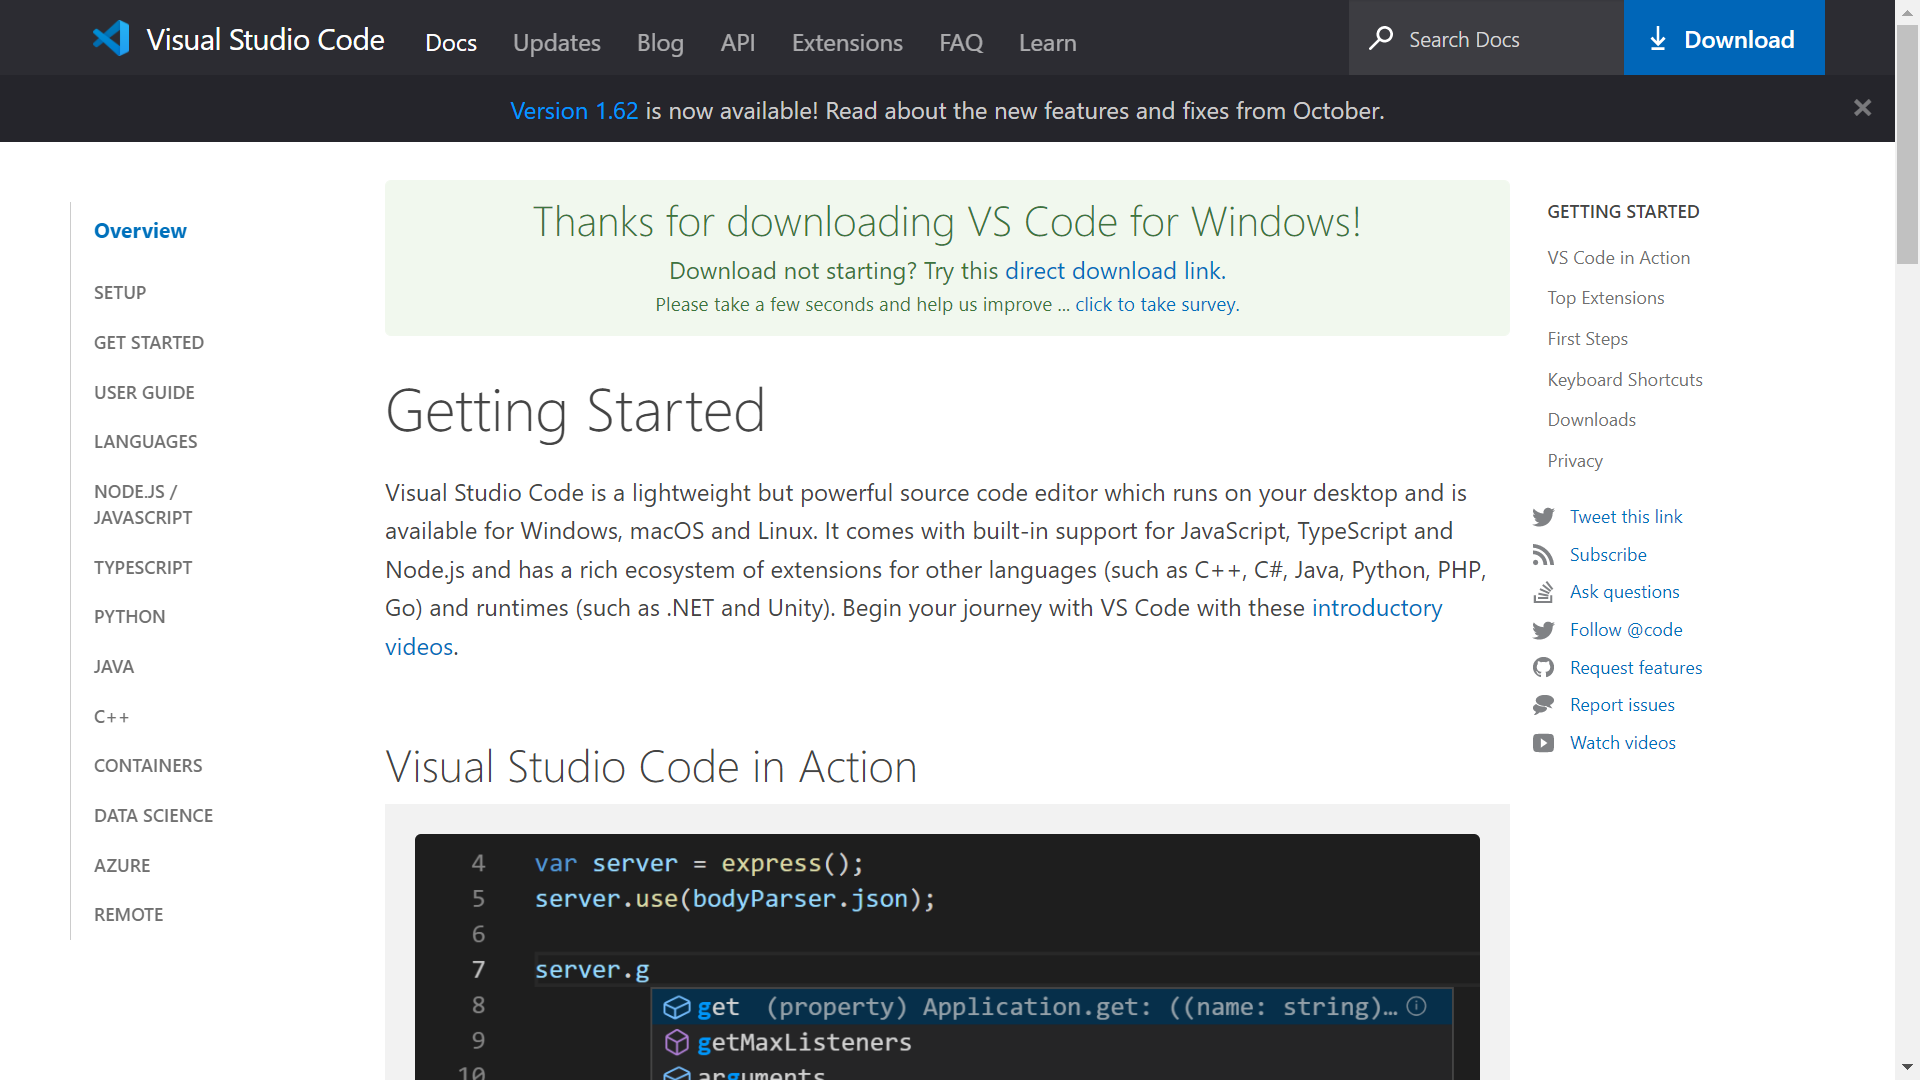 Visual Studio Code
Docs
Updates
Blog
API
Extensions
FAQ
Learn
Search Docs
Download
Version 1.62 is now available! Read about the new features and fixes from October.
Overview
SETUP
GET STARTED
USER GUIDE
LANGUAGES
NODE.JS /
JAVASCRIPT
TYPESCRIPT
PYTHON
JAVA
C++
CONTAINERS
DATA SCIENCE
AZURE
REMOTE
Thanks for downloading VS Code for Windows!
Download not starting? Try this direct download link.
Please take a few seconds and help us improve ... click to take survey.
Getting Started
Visual Studio Code is a lightweight but powerful source code editor which runs on your desktop and is
available for Windows, macOS and Linux. It comes with built-in support for JavaScript, TypeScript and
Node.js and has a rich ecosystem of extensions for other languages (such as C++, C#, Java, Python, PHP,
Go) and runtimes (such as .NET and Unity). Begin your journey with VS Code with these introductory
videos.
Visual Studio Code in Action
4 var server = express();
5 server.use(bodyParser.json);
6
7 server.g
8 get (property) Application.get: ((name: string)...
9 getMaxListeners
10 arguments
GETTING STARTED
VS Code in Action
Top Extensions
First Steps
Keyboard Shortcuts
Downloads
Privacy
Tweet this link
Subscribe
Ask questions
Follow @code
Request features
Report issues
Watch videos